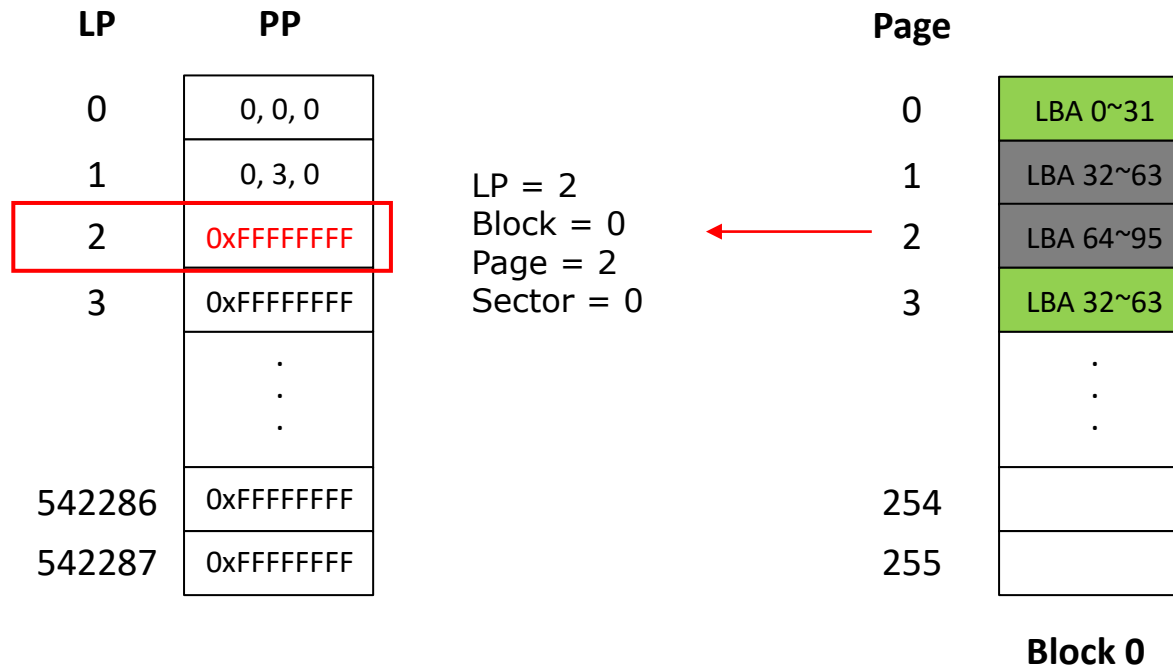 LP PP Page
0 0, 0, 0 0 LBA 0~31
1 0, 3, 0 1 LBA 32~63
2 0xFFFFFFFF 2 LBA 64~95
3 0xFFFFFFFF 3 LBA 32~63
LP = 2
Block = 0
Page = 2
Sector = 0
.
.
.
.
.
.
542286 0xFFFFFFFF 254
542287 0xFFFFFFFF 255
Block 0